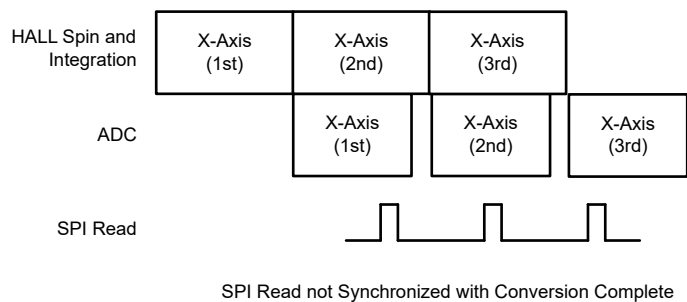 HALL Spin and
Integration
X-Axis
(1st)
X-Axis
(2nd)
X-Axis
(3rd)
ADC
X-Axis
(1st)
X-Axis
(2nd)
X-Axis
(3rd)
SPI Read
SPI Read not Synchronized with Conversion Complete